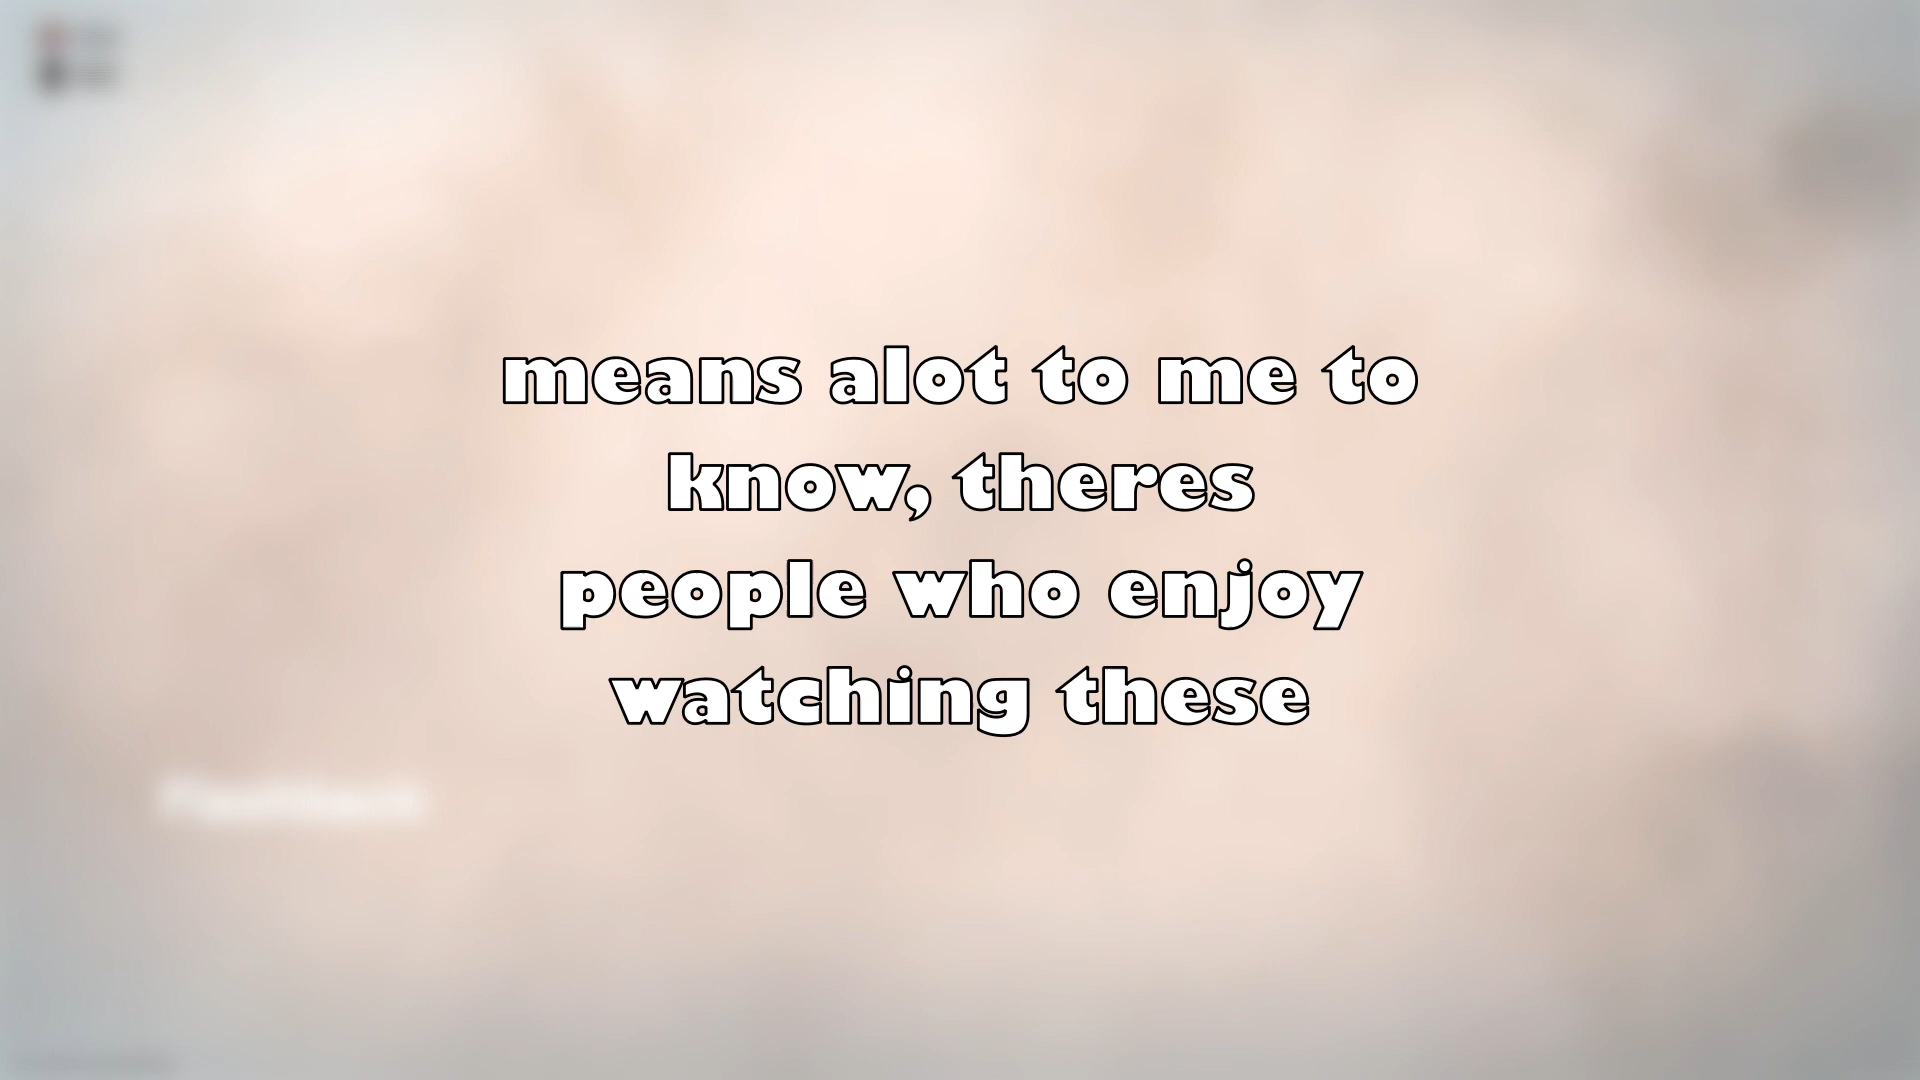 means alot to me to
know, theres
people who enjoy
watching these